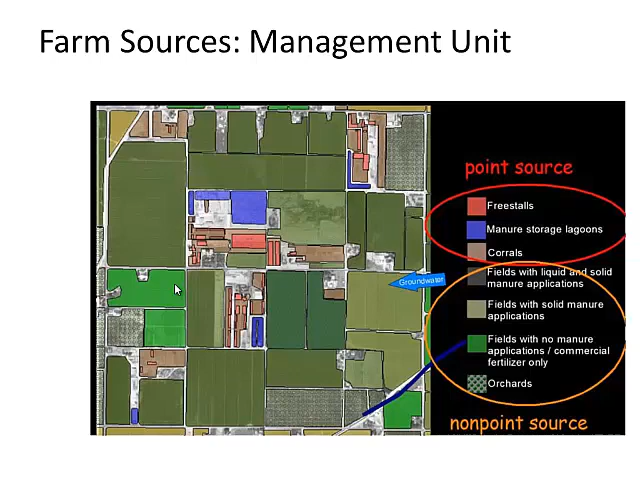 Farm Sources: Management Unit
point source
Freestalls
Manure storage lagoons
Corrals
Fields with liquid and solid
manure applications
Groundwater
Fields with solid manure
applications
Fields with no manure
applications / commercial
fertilizer only
Orchards
nonpoint source